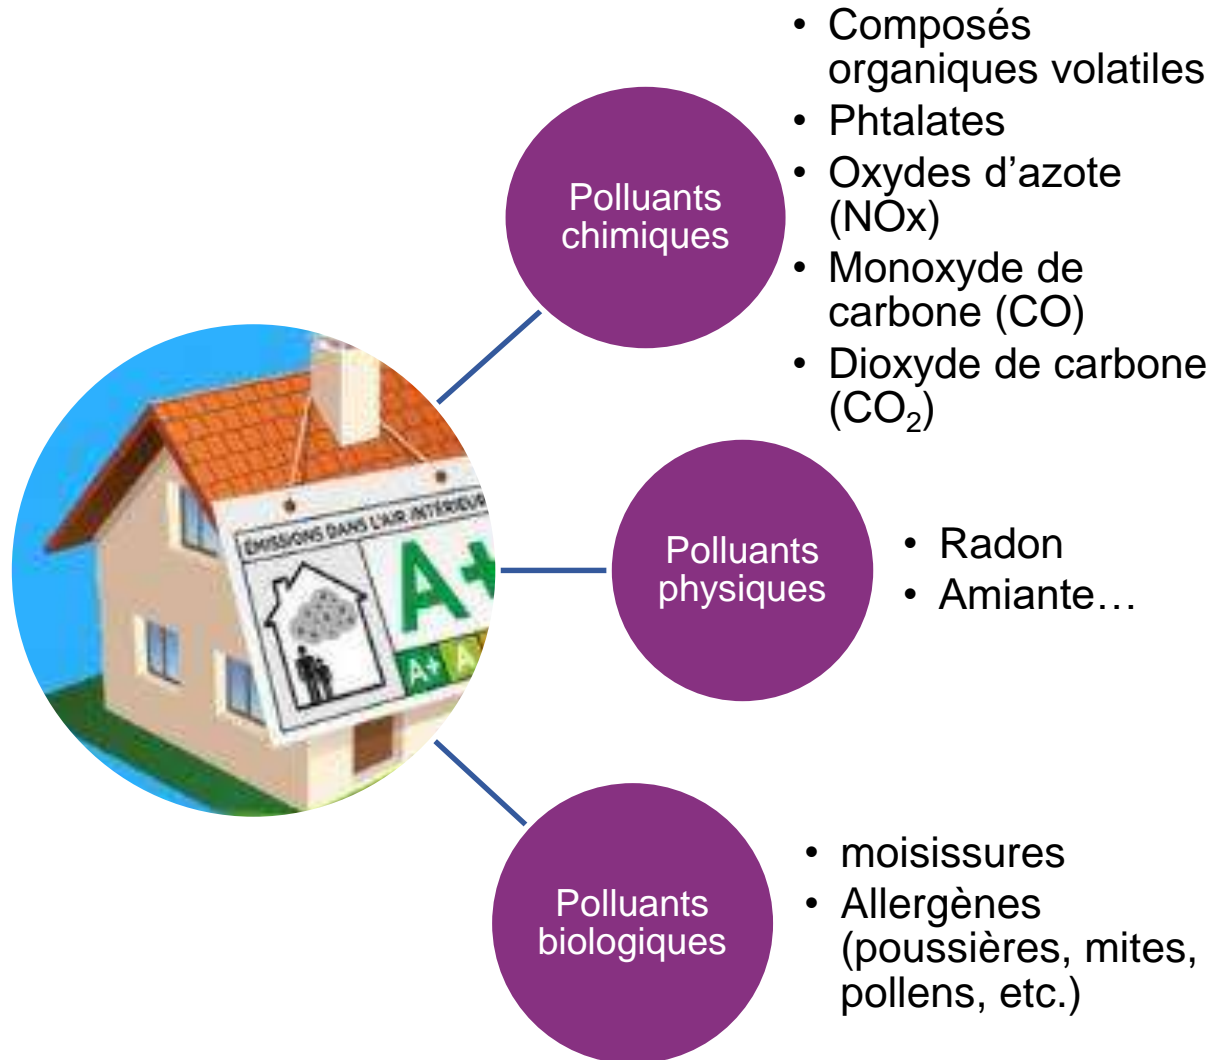 • Composés
organiques volatiles
• Phtalates
• Oxydes d’azote
(NOx)
• Monoxyde de
carbone (CO)
• Dioxyde de carbone
(CO₂)
Polluants
chimiques
ÉMISSIONS DANS L'AIR INTÉRIEUR
A+
A+ A
Polluants
physiques
• Radon
• Amiante…
Polluants
biologiques
• moisissures
• Allergènes
(poussières, mites,
pollens, etc.)